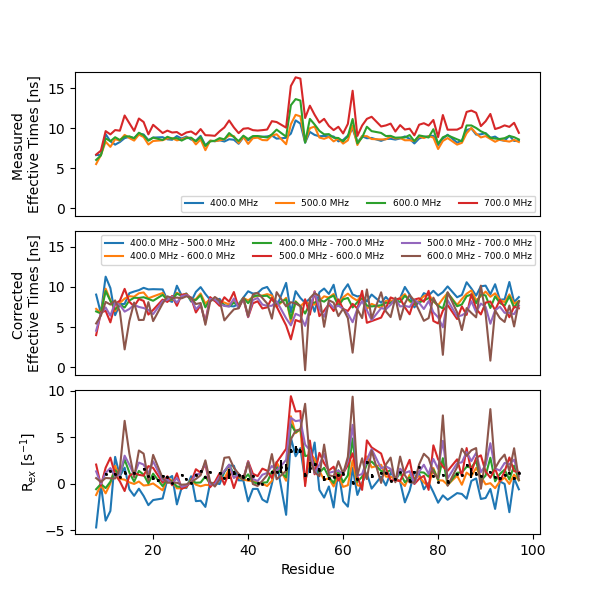 15
10
5
0
Measured
Effective Times [ns]
400.0 MHz 500.0 MHz 600.0 MHz 700.0 MHz
15
10
5
0
Corrected
Effective Times [ns]
400.0 MHz - 500.0 MHz 400.0 MHz - 700.0 MHz 500.0 MHz - 700.0 MHz
400.0 MHz - 600.0 MHz 500.0 MHz - 600.0 MHz 600.0 MHz - 700.0 MHz
10
5
0
−5
R_ex [s⁻¹]
20 40 60 80 100
Residue